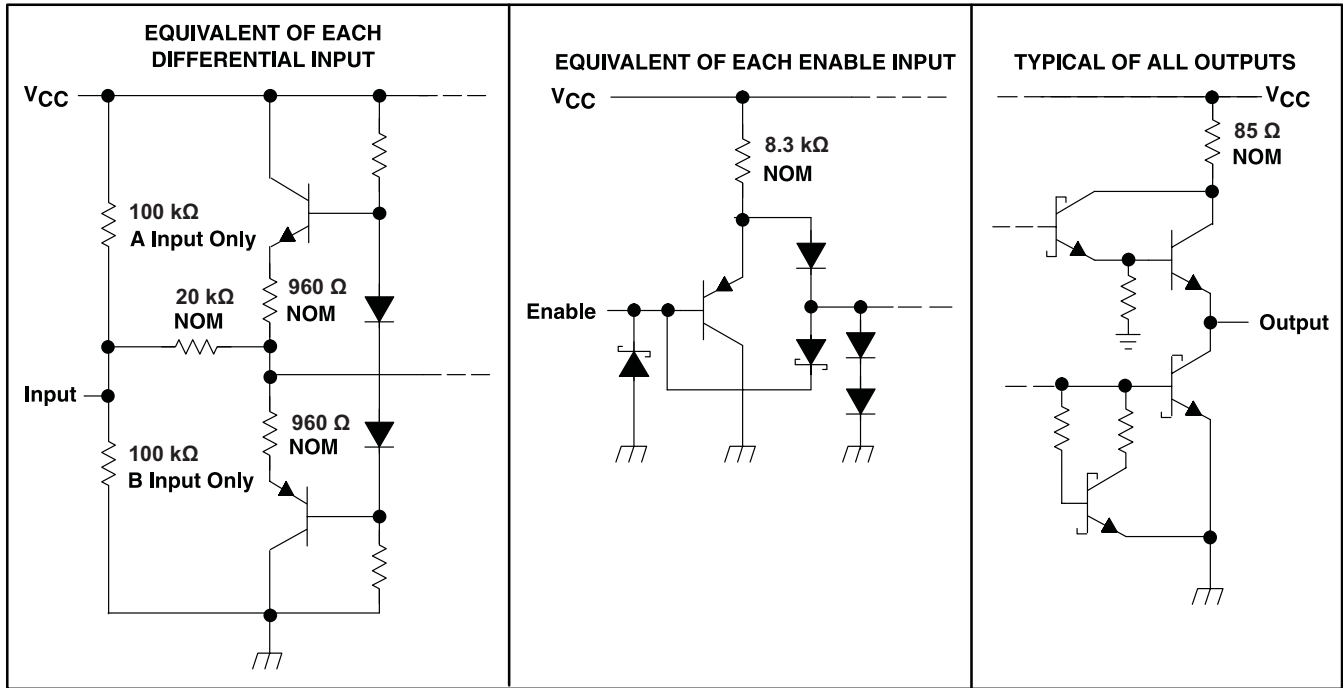 EQUIVALENT OF EACH
DIFFERENTIAL INPUT
VCC
100 kΩ
A Input Only
20 kΩ
NOM
960 Ω
NOM
Input
960 Ω
NOM
100 kΩ
B Input Only
EQUIVALENT OF EACH ENABLE INPUT
VCC
8.3 kΩ
NOM
Enable
TYPICAL OF ALL OUTPUTS
VCC
85 Ω
NOM
Output